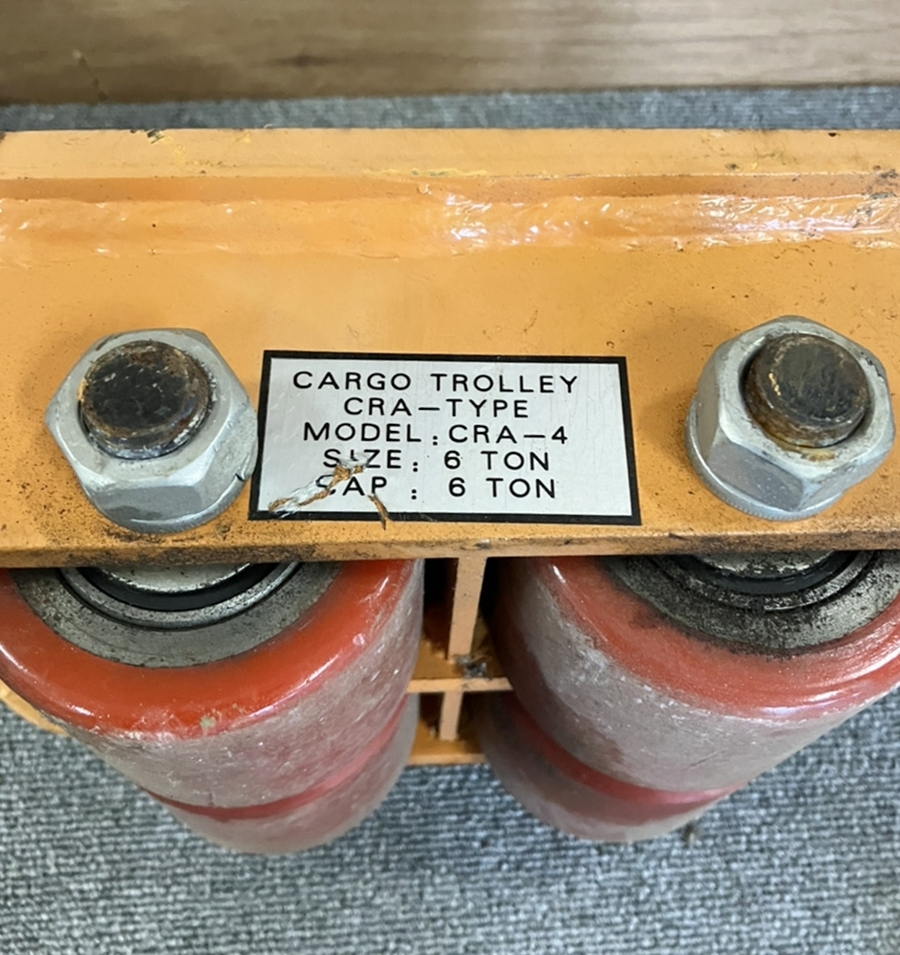 CARGO TROLLEY
CRA-TYPE
MODEL : CRA-4
SIZE : 6 TON
CAP : 6 TON